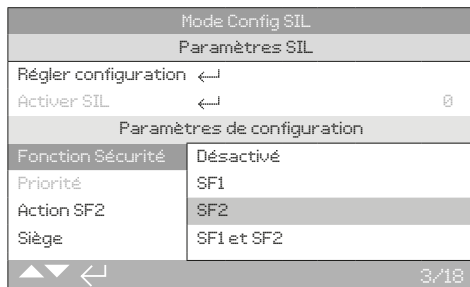 Mode Config SIL
Paramètres SIL
Régler configuration
Activer SIL 0
Paramètres de configuration
Fonction Sécurité Désactivé
Priorité SF1
Action SF2 SF2
Siège SF1 et SF2
3/18